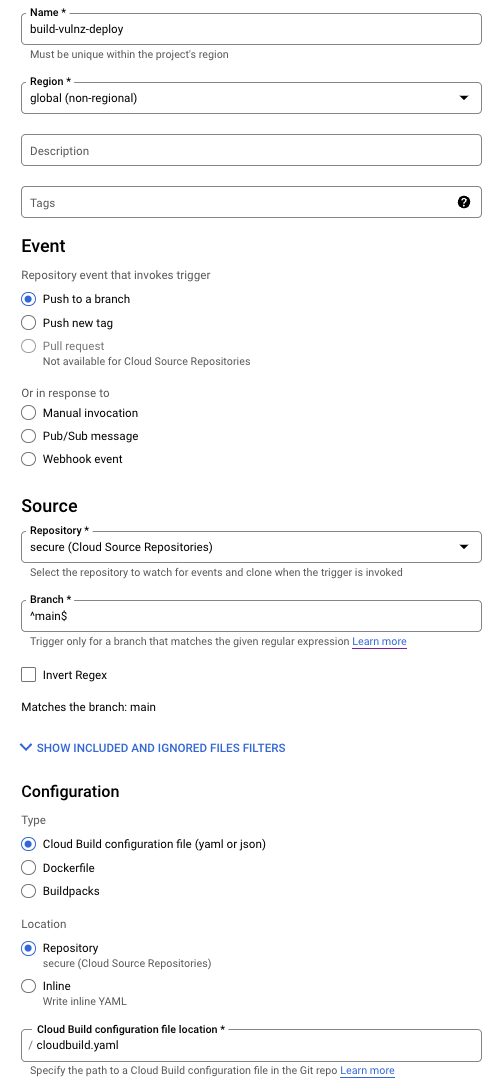 Name *
build-vulnz-deploy
Must be unique within the project's region
Region *
global (non-regional)
Description
Tags
?
Event
Repository event that invokes trigger
Push to a branch
Push new tag
Pull request
Not available for Cloud Source Repositories
Or in response to
Manual invocation
Pub/Sub message
Webhook event
Source
Repository *
secure (Cloud Source Repositories)
Select the repository to watch for events and clone when the trigger is invoked
Branch *
^main$
Trigger only for a branch that matches the given regular expression Learn more
Invert Regex
Matches the branch: main
SHOW INCLUDED AND IGNORED FILES FILTERS
Configuration
Type
Cloud Build configuration file (yaml or json)
Dockerfile
Buildpacks
Location
Repository
secure (Cloud Source Repositories)
Inline
Write inline YAML
Cloud Build configuration file location *
/ cloudbuild.yaml
Specify the path to a Cloud Build configuration file in the Git repo Learn more